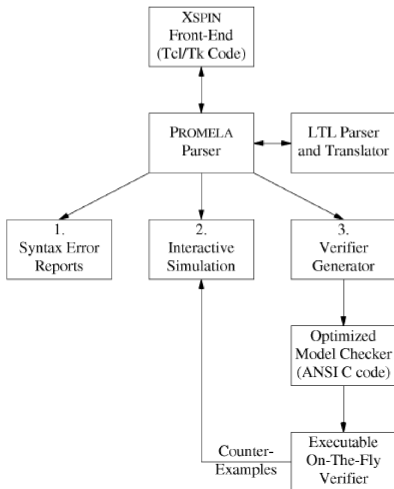 XSPIN
Front-End
(Tcl/Tk Code)
PROMELA
Parser
LTL Parser
and Translator
1.
Syntax Error
Reports
2.
Interactive
Simulation
3.
Verifier
Generator
Optimized
Model Checker
(ANSI C code)
Counter-
Examples
Executable
On-The-Fly
Verifier